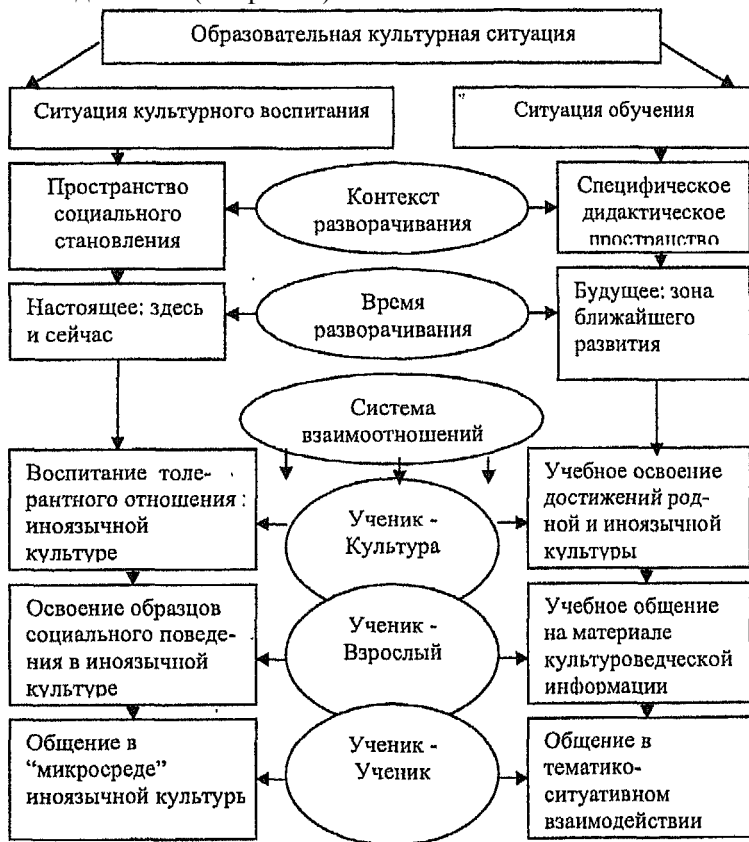 Образовательная культурная ситуация
Ситуация культурного воспитания
Ситуация обучения
Пространство
социального
становления
Контекст
разворачивания
Специфическое
дидактическое
пространство
Настоящее: здесь
и сейчас
Время
разворачивания
Будущее: зона
ближайшего
развития
Система
взаимоотношений
Воспитание толе-
рантного отношения :
иноязычной
культуре
Ученик -
Культура
Учебное освоение
достижений род-
ной и иноязычной
культуры
Освоение образцов
социального поведе-
ния в иноязычной
культуре
Ученик -
Взрослый
Учебное общение
на материале
культуроведческой
информации
Общение в
“микросреде”
иноязычной культурь
Ученик -
Ученик
Общение в
тематико-
ситуативном
взаимодействии